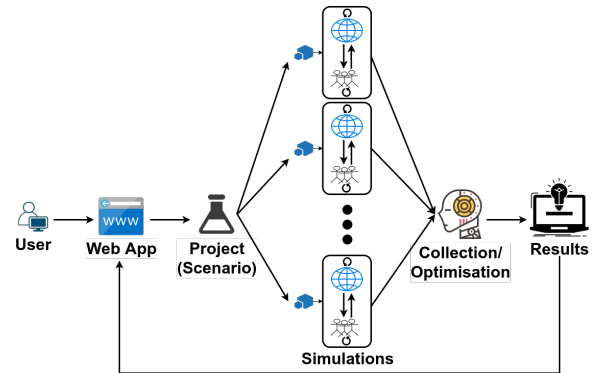 WWW
User
Web App
Project
(Scenario)
Simulations
Collection/
Optimisation
Results